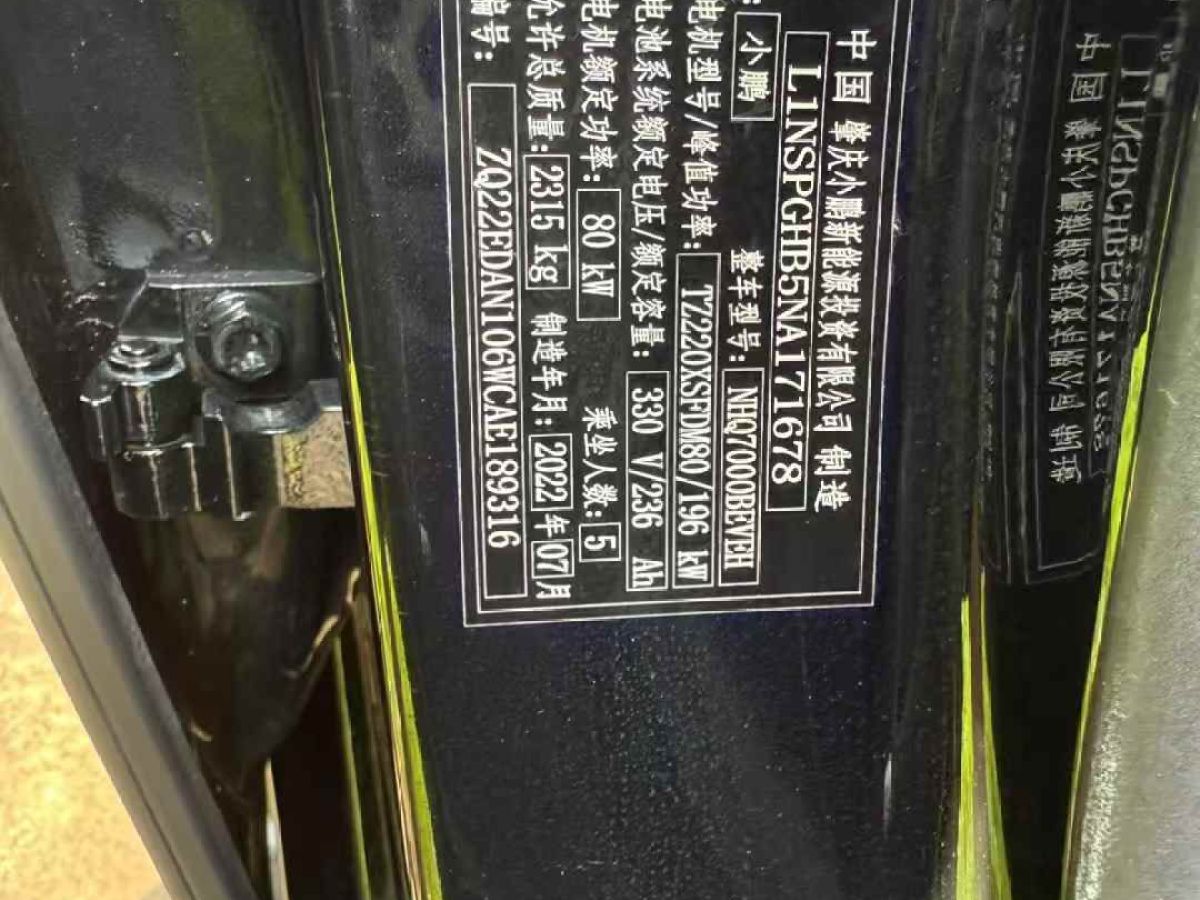 中国 肇庆小鹏新能源投资有限公司 制造
L1NSPGHB5NA171678
小鹏 整车型号: NHQ7000BEVEH
电机型号/峰值功率: TZ220XSFDM80/196 kW
电池系统额定电压/额定容量: 330 V/236 Ah
电机额定功率: 80 kW 乘坐人数: 5
允许总质量: 2315 kg 制造年月: 2022年07月
编号: ZQ22EDAN106WCAE189316